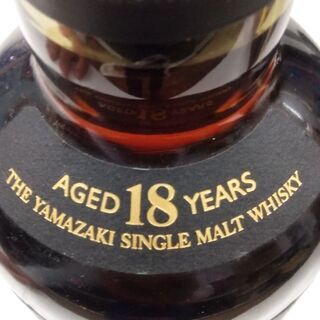 AGED 18 YEARS
THE YAMAZAKI SINGLE MALT WHISKY